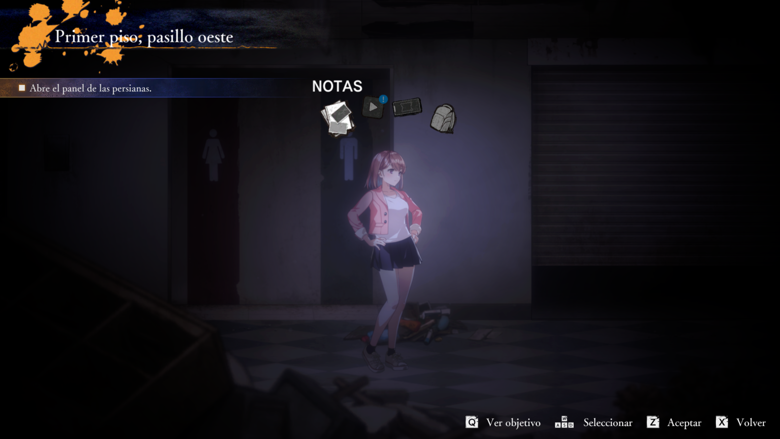 Primer piso, pasillo oeste
Abre el panel de las persianas.
NOTAS
!
Q Ver objetivo
W A S D Seleccionar
Z Aceptar
X Volver